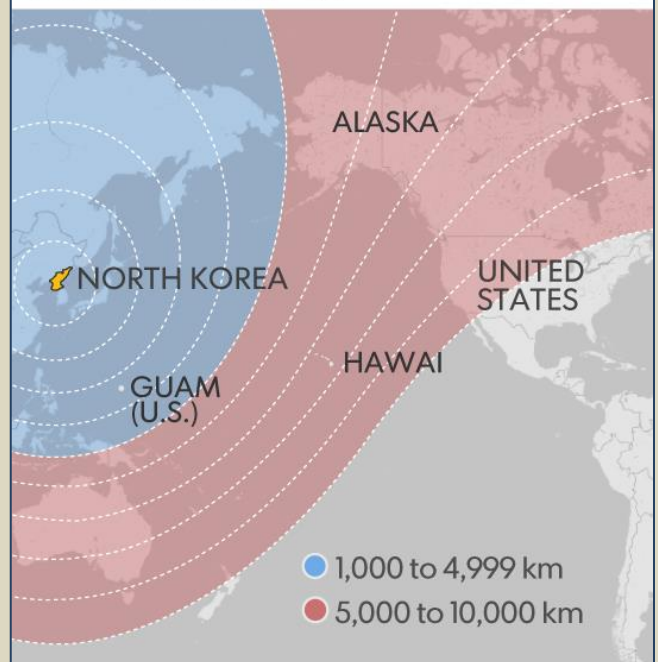 ALASKA
NORTH KOREA
UNITED
STATES
HAWAI
GUAM
(U.S.)
1,000 to 4,999 km
5,000 to 10,000 km